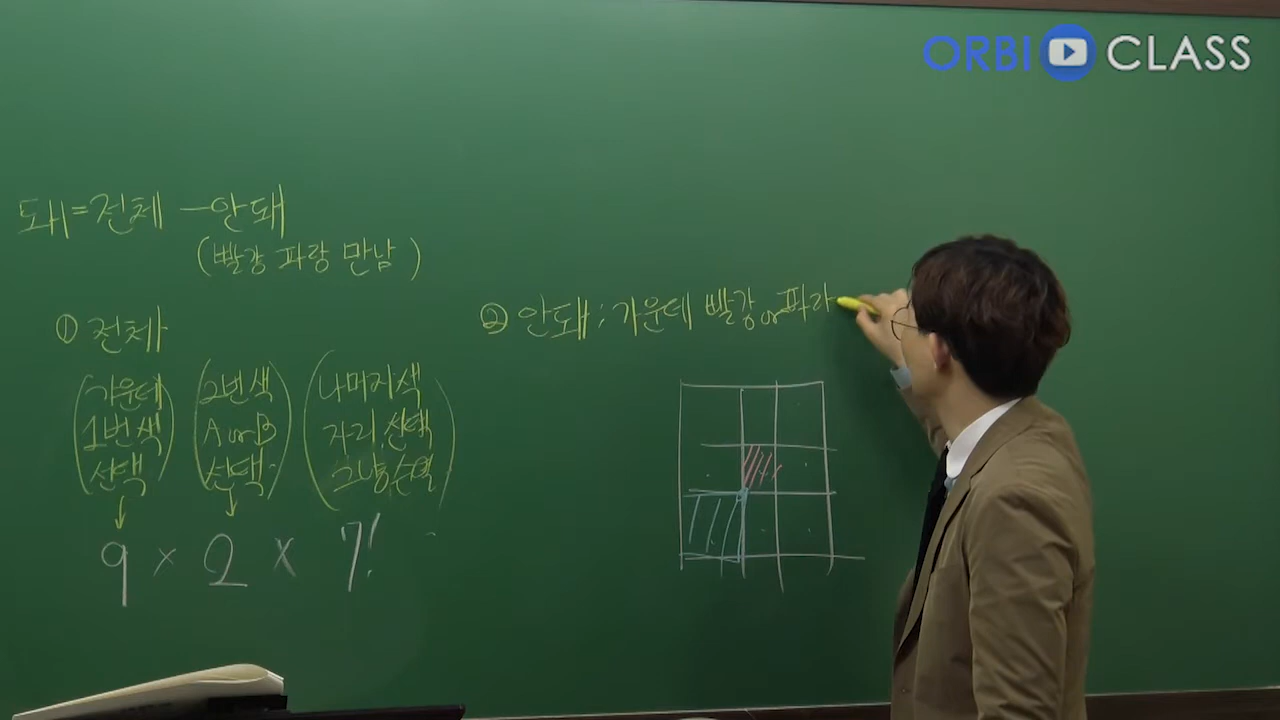 ORBI CLASS
돼=전체 -안돼
(빨강 파랑 만남)
① 전체
(가운데
1번색
선택)
(2번색
A or B
선택)
(나머지색
자리 선택
그냥순열)
9 × 2 × 7!
② 안돼 : 가운데 빨강 or 파라